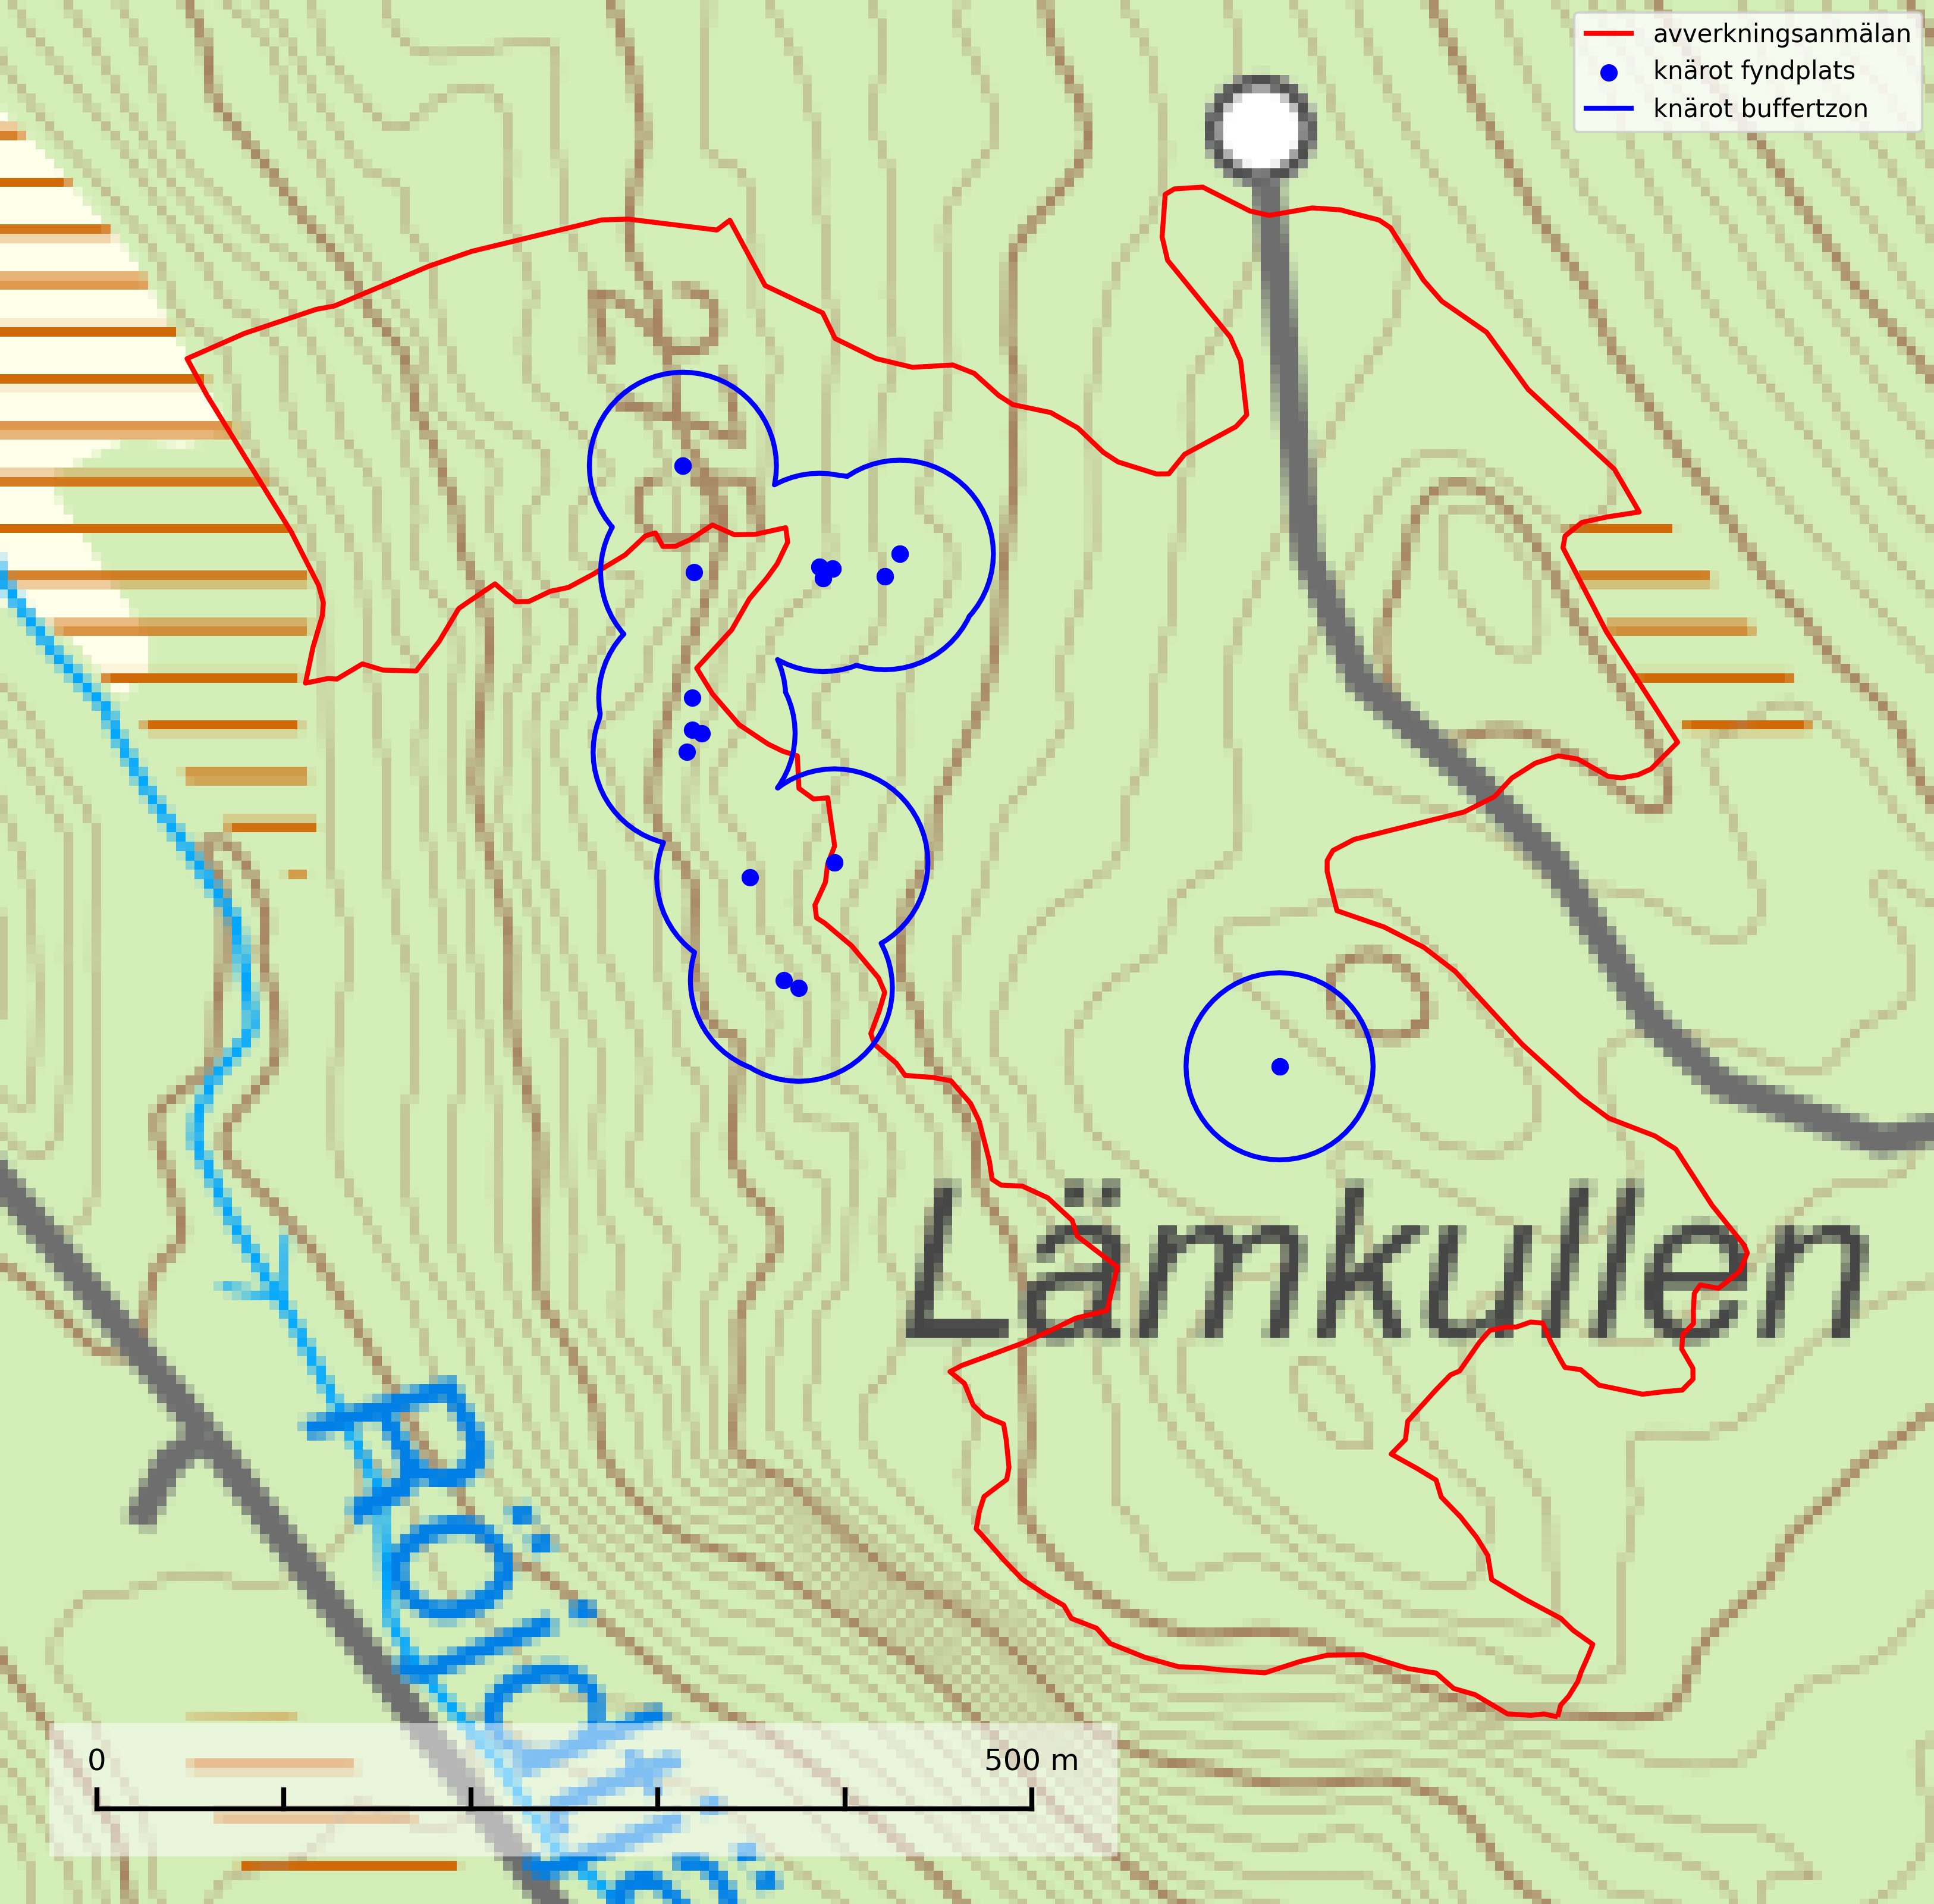 avverkningsanmälan
knärot fyndplats
knärot buffertzon
Lämkullen
0 500 m